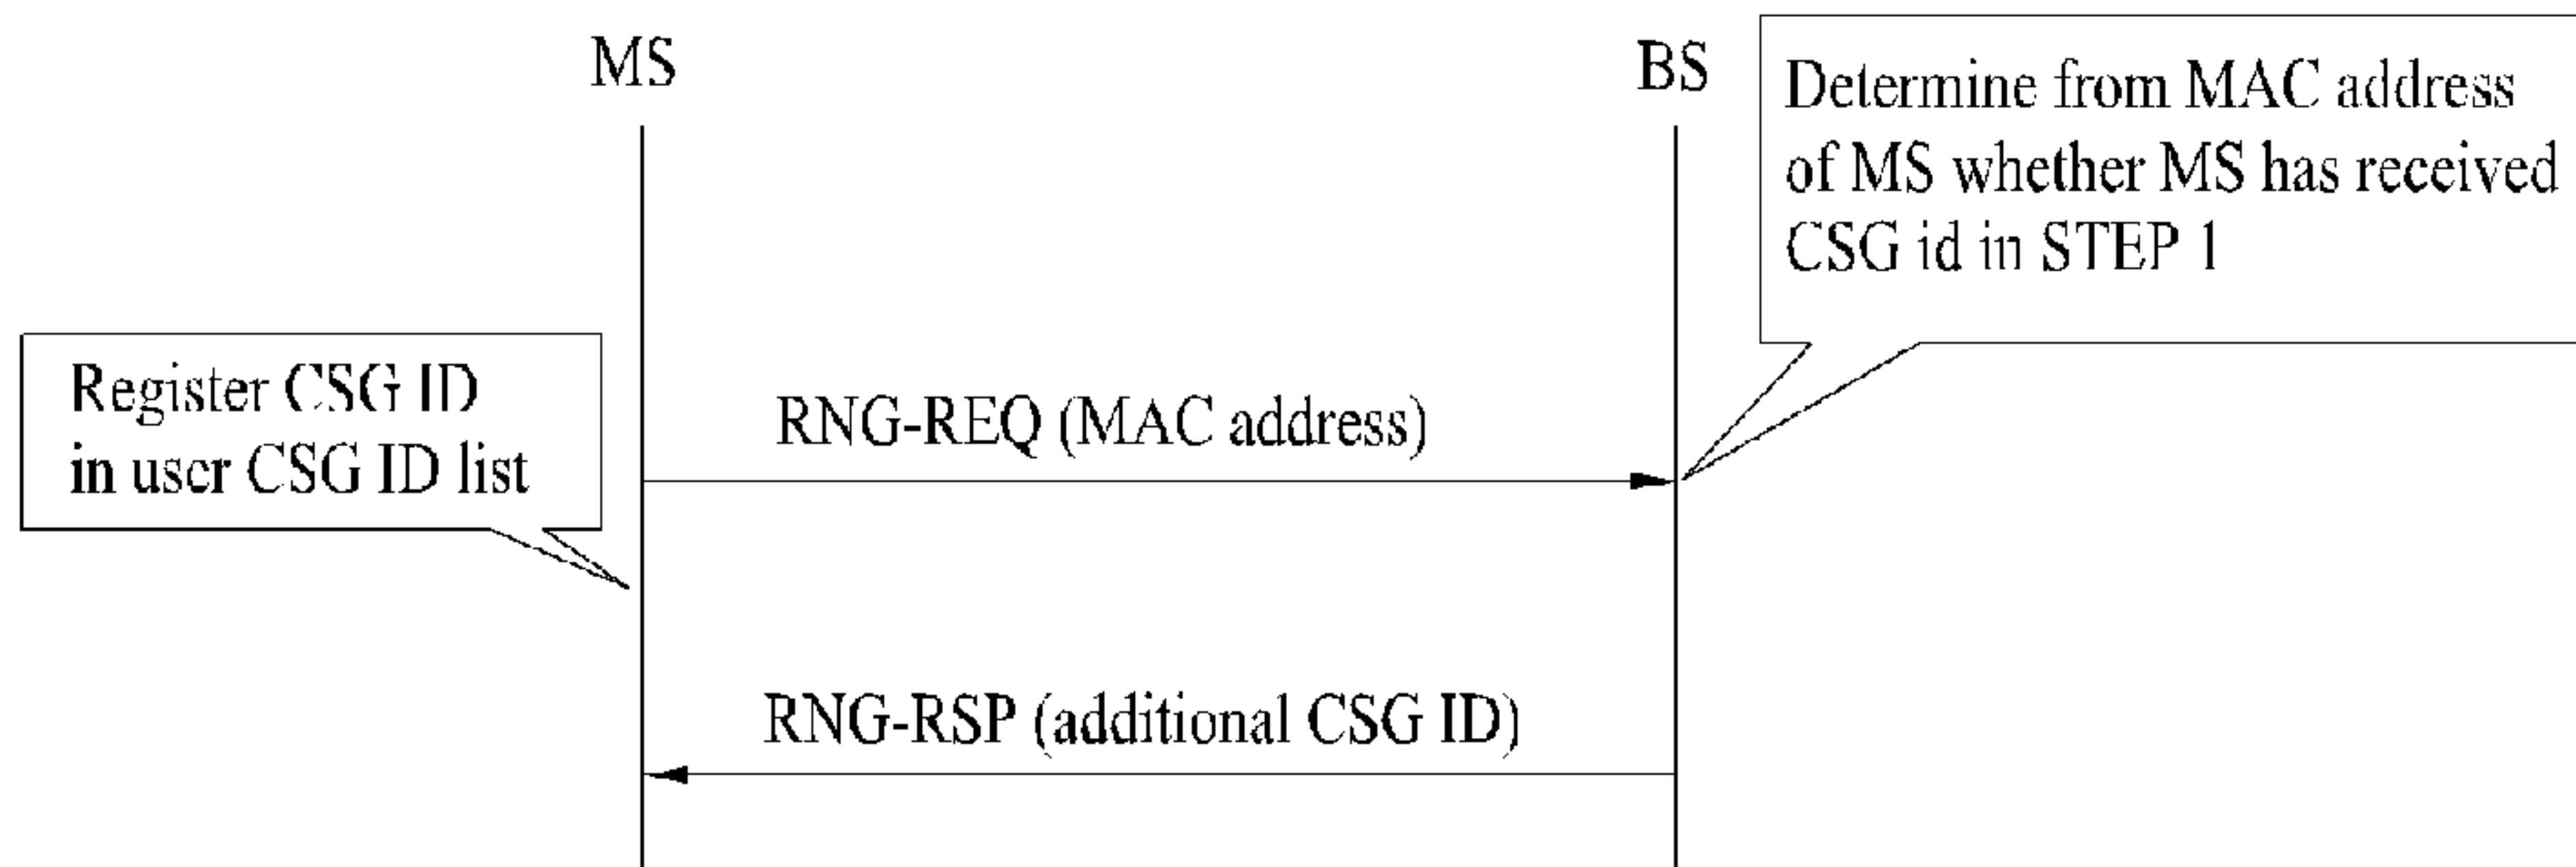 MS
BS
Determine from MAC address
of MS whether MS has received
CSG id in STEP 1
Register CSG ID
in user CSG ID list
RNG-REQ (MAC address)
RNG-RSP (additional CSG ID)